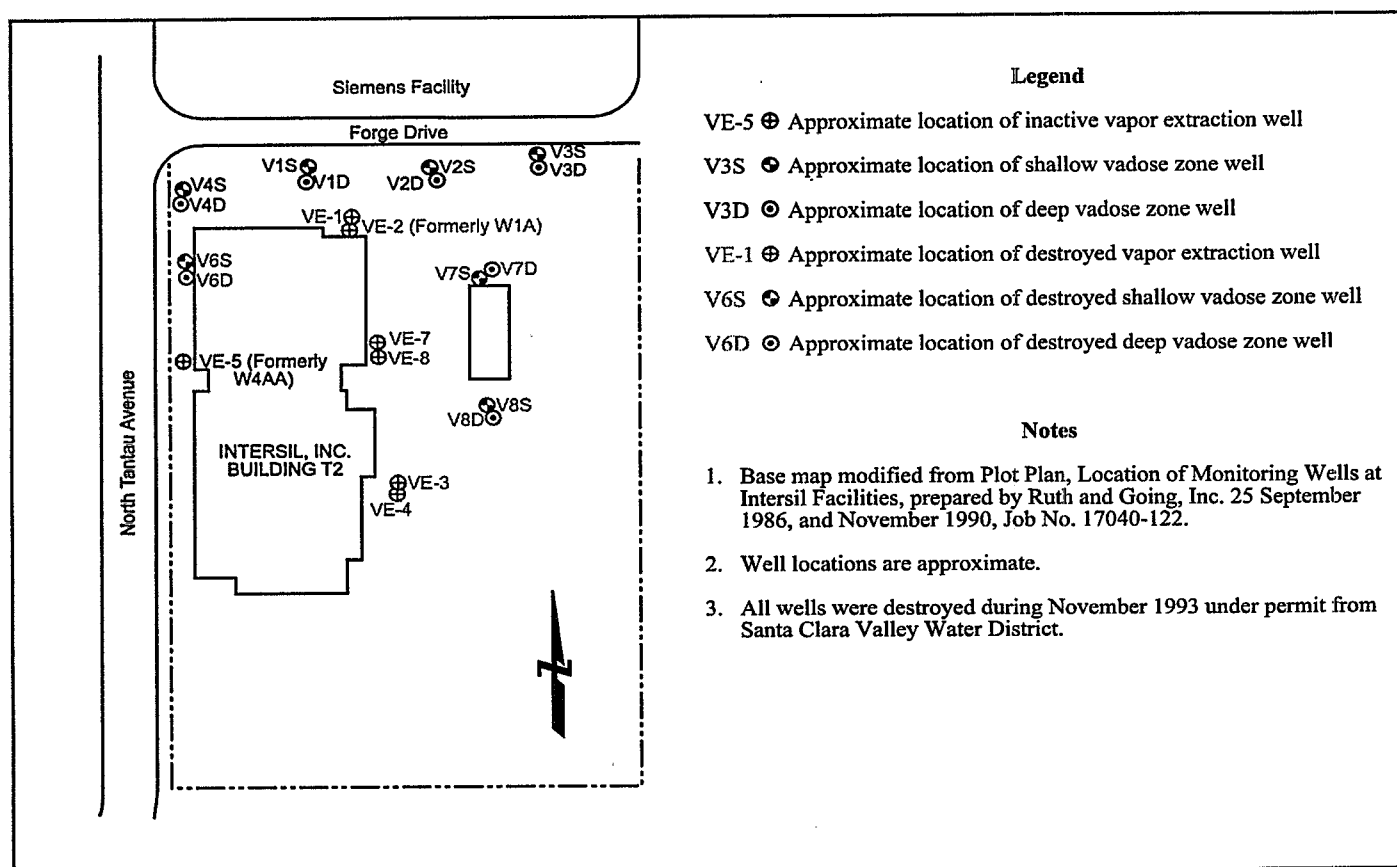 Siemens Facility
Forge Drive
V1S
V1D
V2S
V2D
V3S
V3D
V4S
V4D
VE-1
VE-2 (Formerly W1A)
V6S
V6D
V7S
V7D
VE-7
VE-8
VE-5 (Formerly
W4AA)
V8S
V8D
North Tantau Avenue
INTERSIL, INC.
BUILDING T2
VE-3
VE-4
Z
Legend
VE-5 Approximate location of inactive vapor extraction well
V3S Approximate location of shallow vadose zone well
V3D Approximate location of deep vadose zone well
VE-1 Approximate location of destroyed vapor extraction well
V6S Approximate location of destroyed shallow vadose zone well
V6D Approximate location of destroyed deep vadose zone well
Notes
1. Base map modified from Plot Plan, Location of Monitoring Wells at
Intersil Facilities, prepared by Ruth and Going, Inc. 25 September
1986, and November 1990, Job No. 17040-122.
2. Well locations are approximate.
3. All wells were destroyed during November 1993 under permit from
Santa Clara Valley Water District.